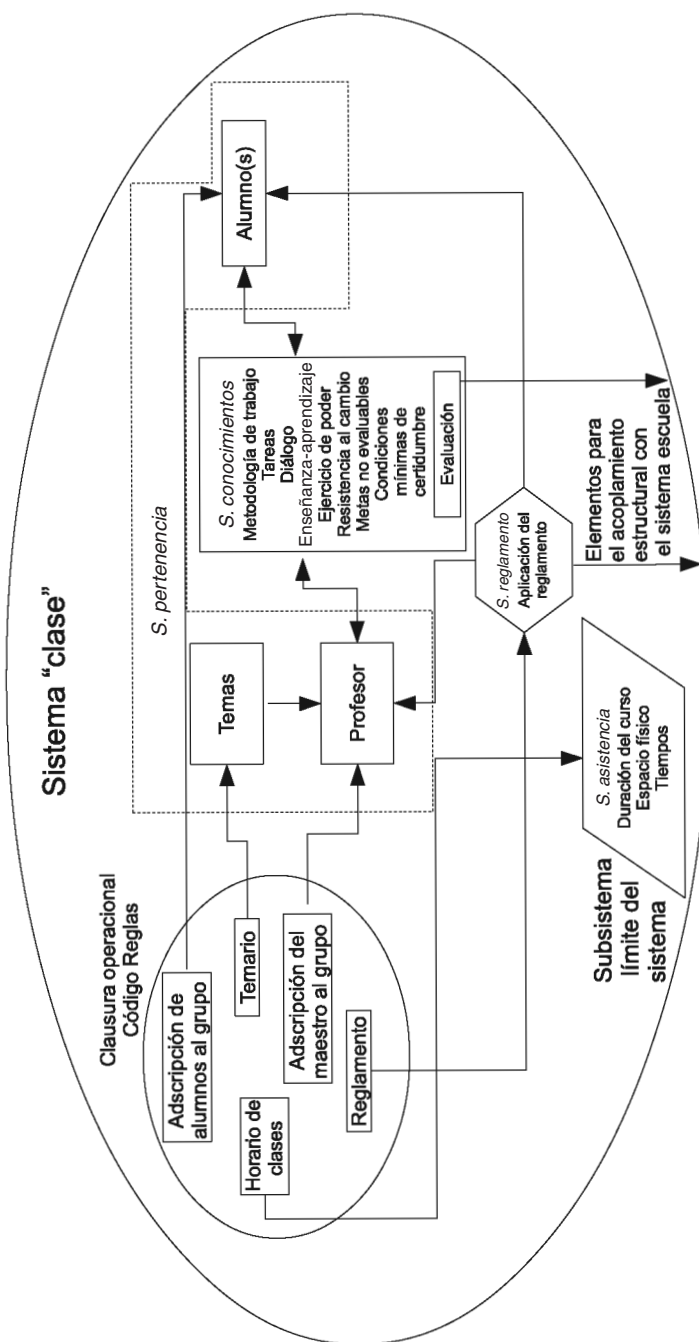 Sistema “clase”
Clausura operacional
Código Reglas
Adscripción de
alumnos al grupo
Temario
Horario de
clases
Adscripción del
maestro al grupo
Reglamento
S. pertenencia
Temas
Profesor
S. conocimientos
Metodología de trabajo
Tareas
Diálogo
Enseñanza-aprendizaje
Ejercicio de poder
Resistencia al cambio
Metas no evaluables
Condiciones
mínimas de
certidumbre
Evaluación
Alumno(s)
S. reglamento
Aplicación del
reglamento
Elementos para
el acoplamiento
estructural con
el sistema escuela
Subsistema
límite del
sistema
S. asistencia
Duración del curso
Espacio físico
Tiempos